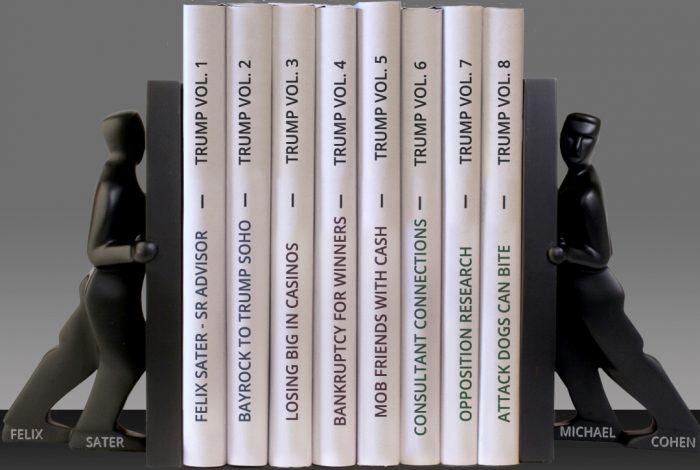 FELIX SATER - SR ADVISOR — TRUMP VOL. 1
BAYROCK TO TRUMP SOHO — TRUMP VOL. 2
LOSING BIG IN CASINOS — TRUMP VOL. 3
BANKRUPTCY FOR WINNERS — TRUMP VOL. 4
MOB FRIENDS WITH CASH — TRUMP VOL. 5
CONSULTANT CONNECTIONS — TRUMP VOL. 6
OPPOSITION RESEARCH — TRUMP VOL. 7
ATTACK DOGS CAN BITE — TRUMP VOL. 8
FELIX SATER
MICHAEL COHEN